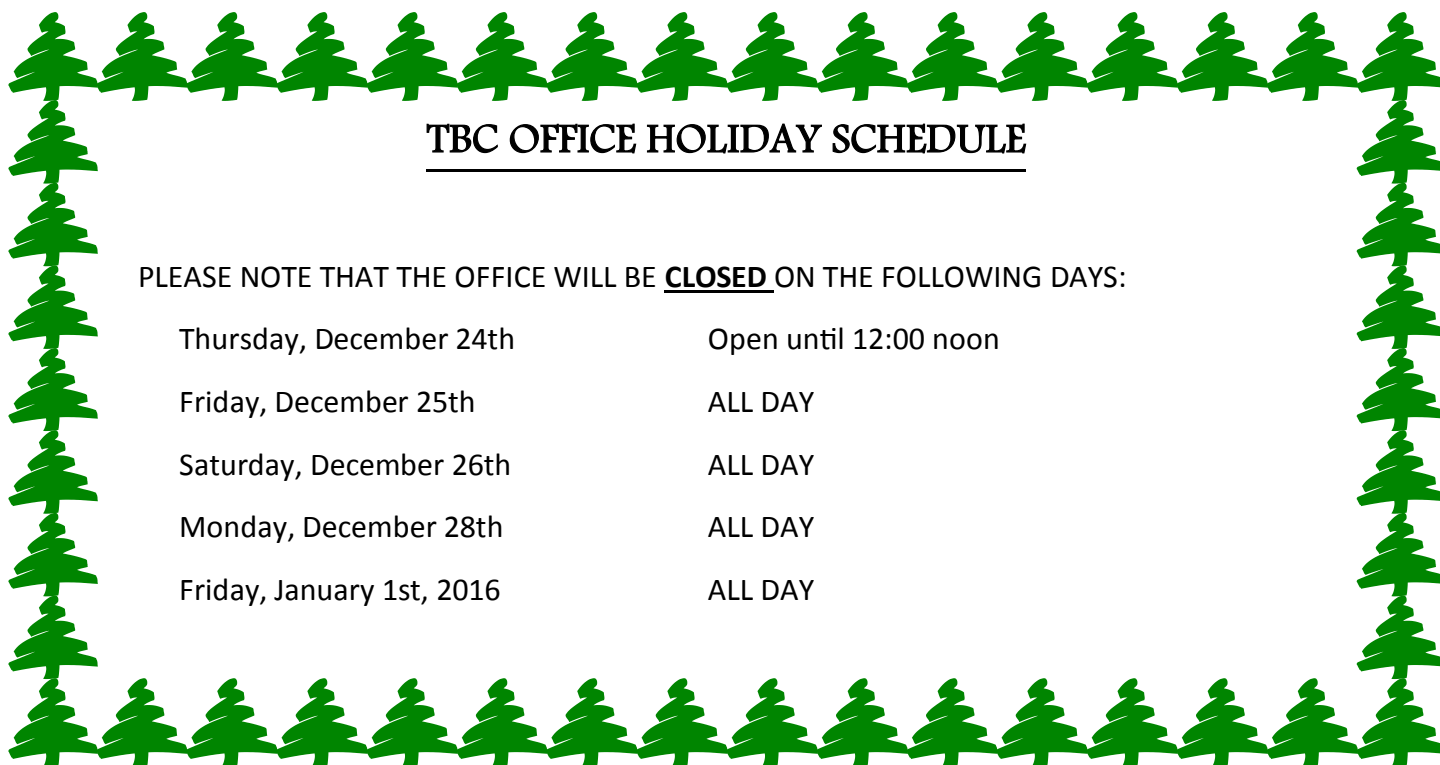 TBC OFFICE HOLIDAY SCHEDULE
PLEASE NOTE THAT THE OFFICE WILL BE CLOSED ON THE FOLLOWING DAYS:
Thursday, December 24th Open until 12:00 noon
Friday, December 25th ALL DAY
Saturday, December 26th ALL DAY
Monday, December 28th ALL DAY
Friday, January 1st, 2016 ALL DAY